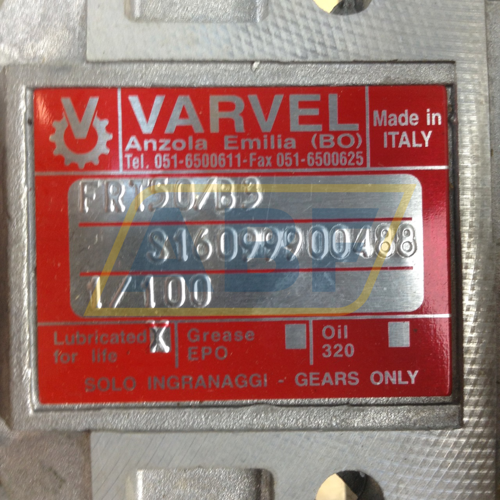 V VARVEL
Anzola Emilia (BO)
Tel. 051-6500611-Fax 051-6500625
Made in
ITALY
FRT50/B3
S16099900488
1/100
Lubricated X Grease Oil
for life EPO 320
SOLO INGRANAGGI - GEARS ONLY